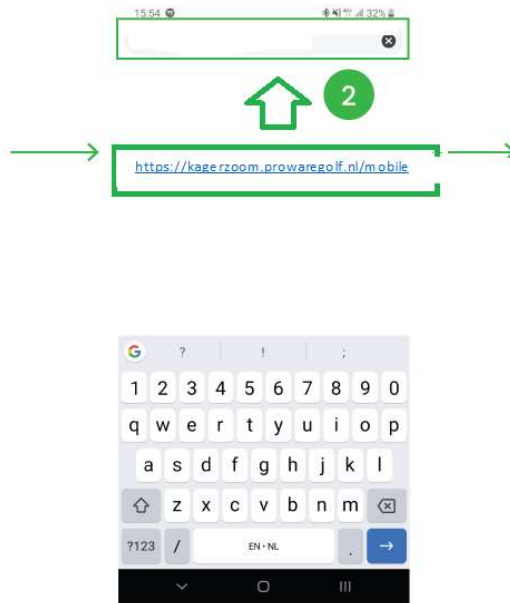 15.54 32%
2
https://kagerzoom.prowaregolf.nl/mobile
G ? ! ;
1 2 3 4 5 6 7 8 9 0
q w e r t y u i o p
a s d f g h j k l
z x c v b n m
?123 / EN • NL .